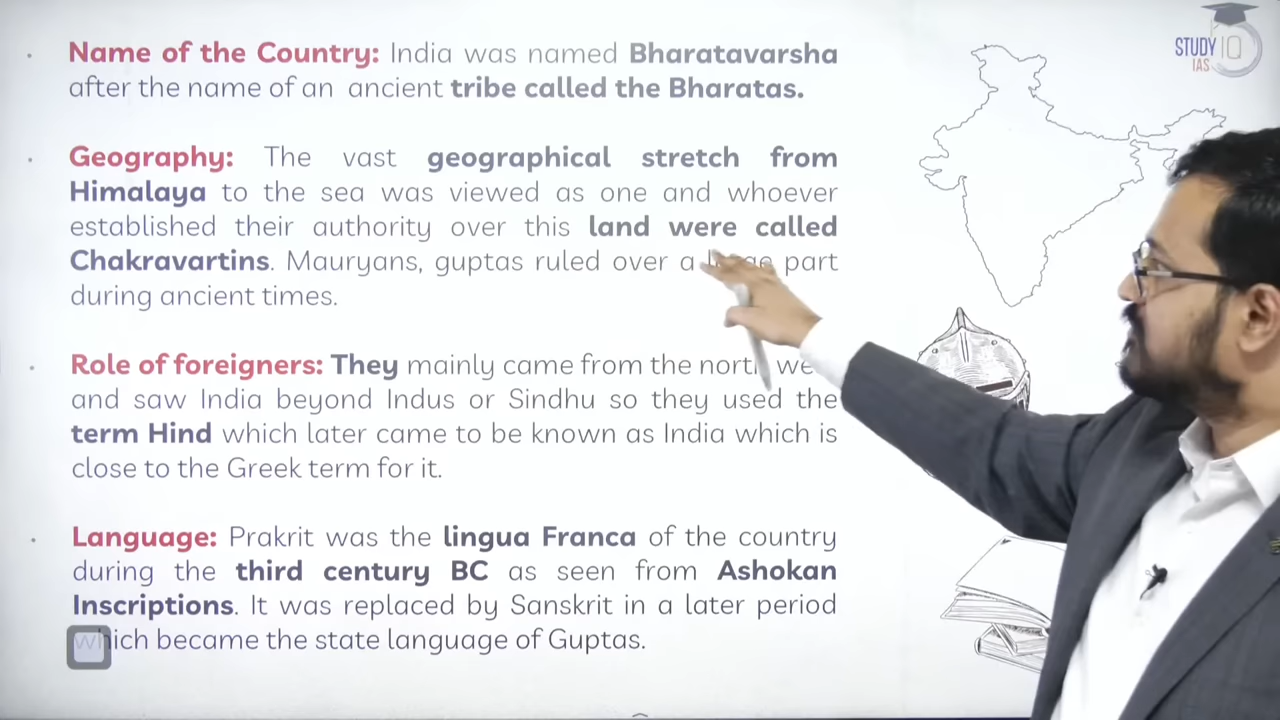 Name of the Country: India was named Bharatavarsha
after the name of an ancient tribe called the Bharatas.
Geography: The vast geographical stretch from
Himalaya to the sea was viewed as one and whoever
established their authority over this land were called
Chakravartins. Mauryans, guptas ruled over a part
during ancient times.
Role of foreigners: They mainly came from the north
and saw India beyond Indus or Sindhu so they used the
term Hind which later came to be known as India which is
close to the Greek term for it.
Language: Prakrit was the lingua Franca of the country
during the third century BC as seen from Ashokan
Inscriptions. It was replaced by Sanskrit in a later period
which became the state language of Guptas.
STUDY IQ
IAS